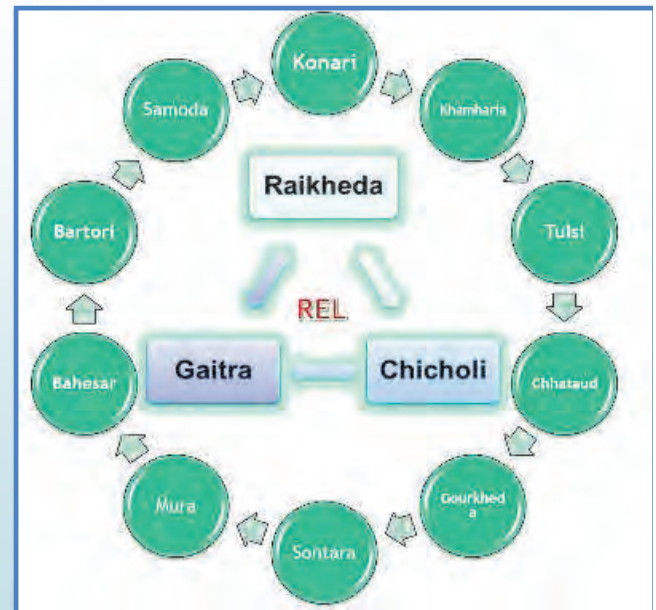 Konari
Khamharia
Tulsi
Chhataud
Gourkhed
a
Sontara
Mura
Bahesar
Bartori
Samoda
Raikheda
REL
Gaitra
Chicholi